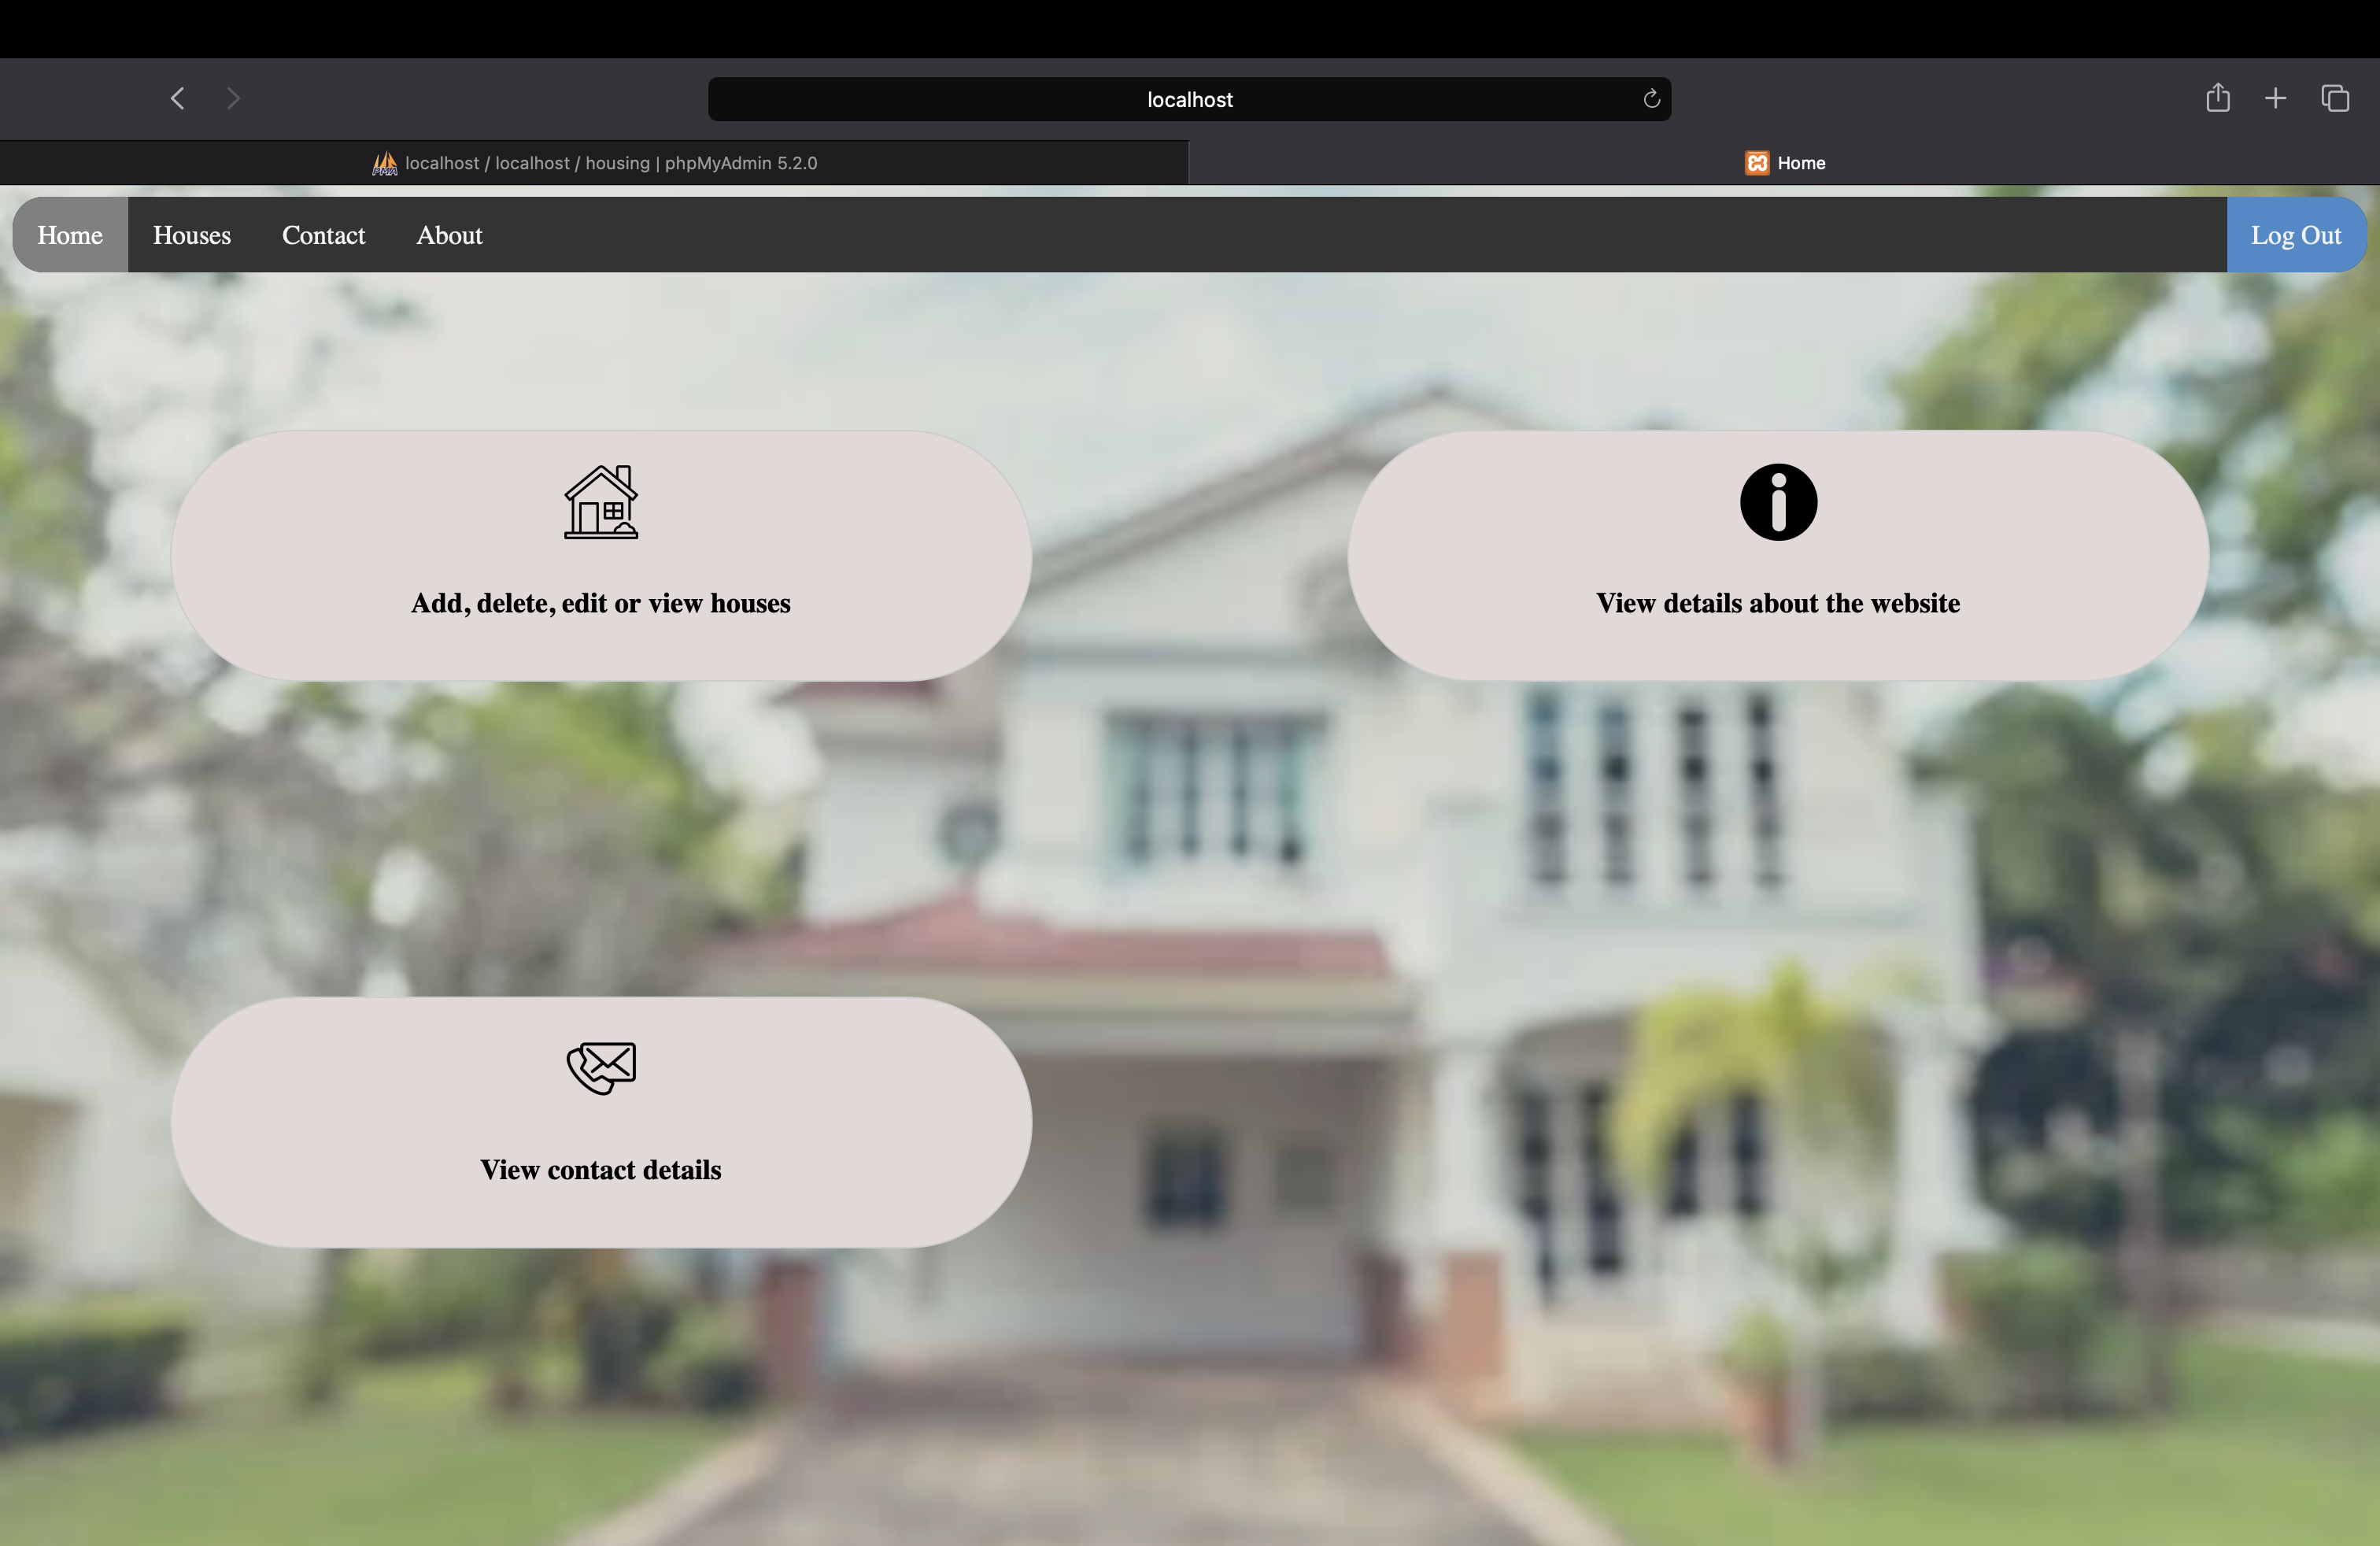 localhost
localhost / localhost / housing | phpMyAdmin 5.2.0
Home
Home
Houses
Contact
About
Log Out
Add, delete, edit or view houses
View details about the website
View contact details